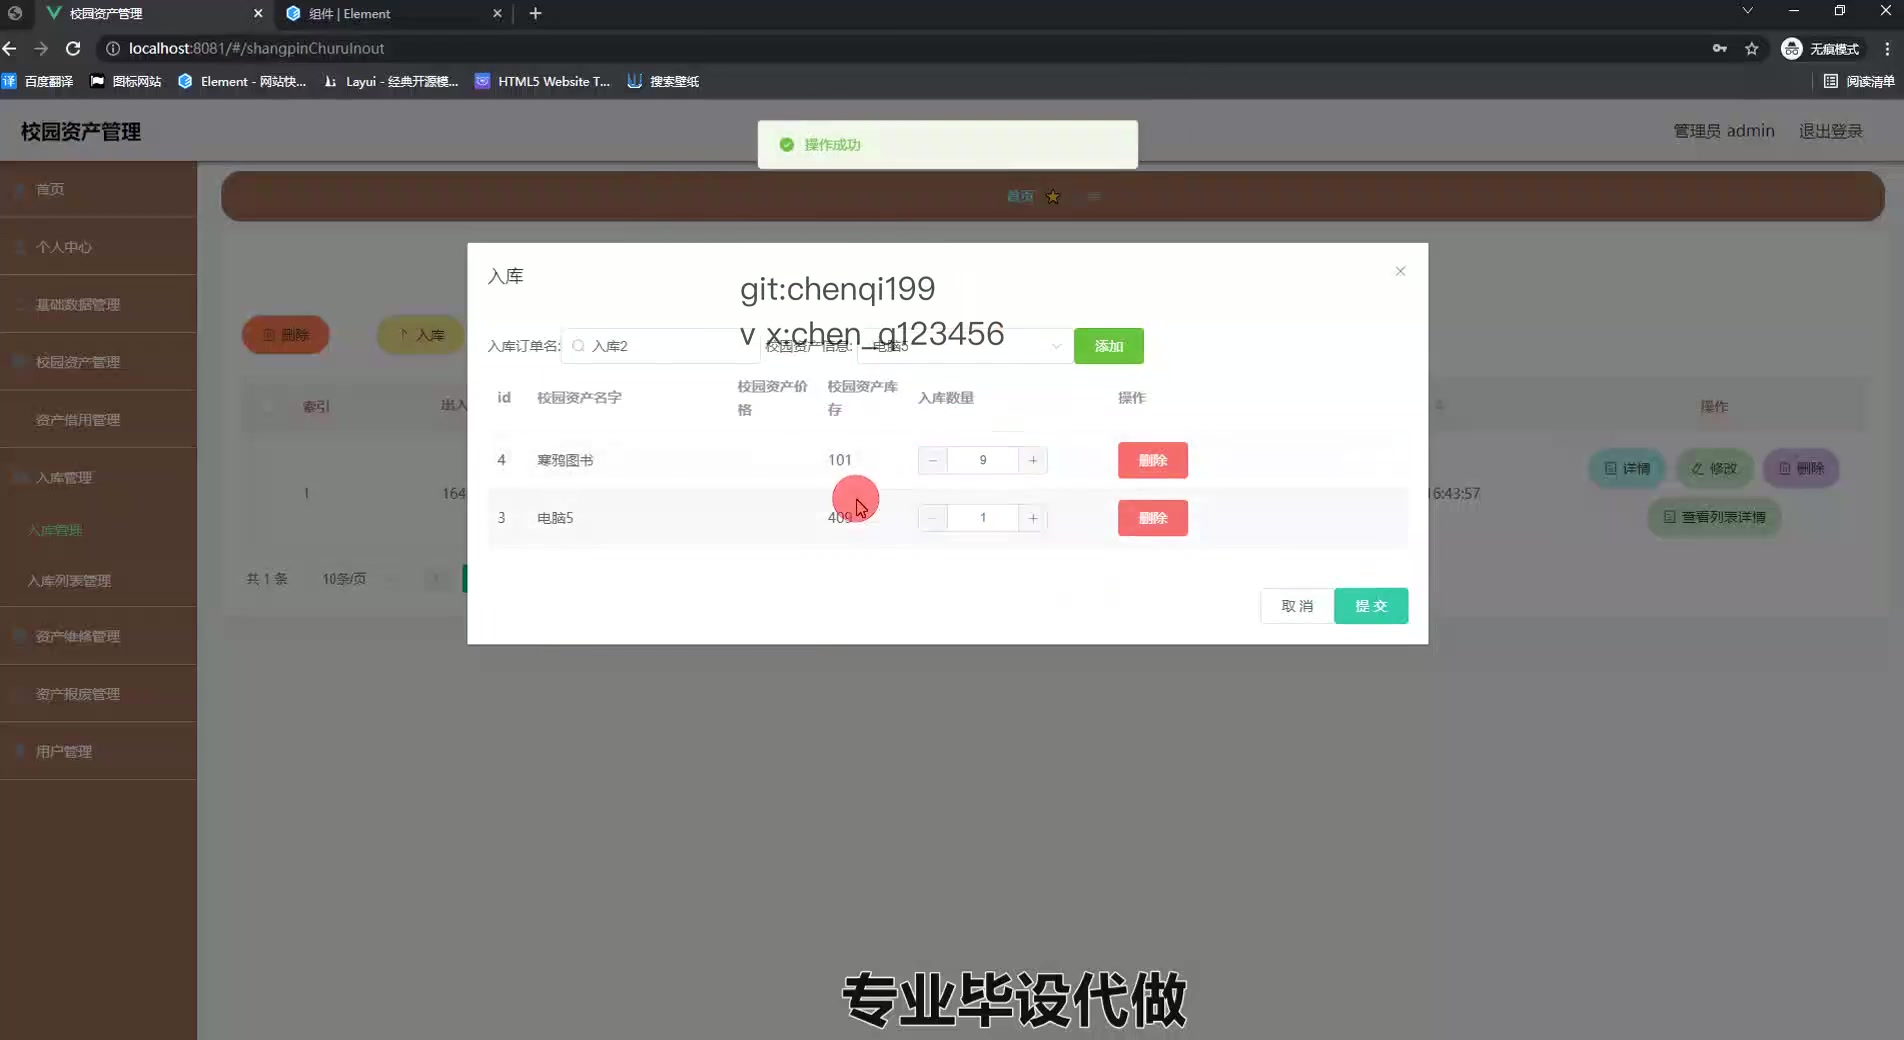 校园资产管理
组件 | Element
localhost:8081/#/shangpinChuruInout
无痕模式
百度翻译
图标网站
Element - 网站快...
Layui - 经典开源模...
HTML5 Website T...
搜索壁纸
阅读清单
校园资产管理
管理员 admin
退出登录
操作成功
首页
首页
个人中心
基础数据管理
校园资产管理
资产借用管理
入库管理
入库管理
入库列表管理
资产维修管理
资产报废管理
用户管理
删除
入库
索引
出入
操作
1
164
16:43:57
详情
修改
删除
查看列表详情
共 1 条
10条/页
入库
git:chenqi199
v x:chen_q123456
入库订单名:
入库2
校园资产信息:
电脑5
添加
id
校园资产名字
校园资产价格
校园资产库存
入库数量
操作
4
寒鸦图书
101
9
删除
3
电脑5
409
1
删除
取 消
提 交
专业毕设代做